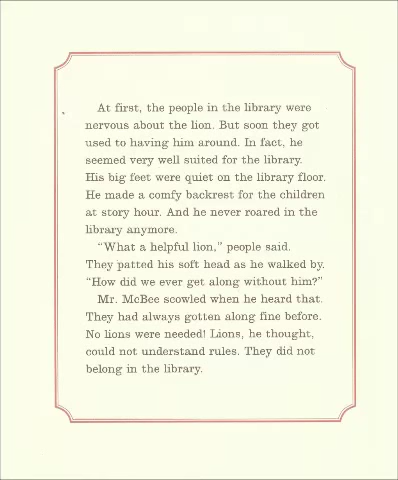 At first, the people in the library were
nervous about the lion. But soon they got
used to having him around. In fact, he
seemed very well suited for the library.
His big feet were quiet on the library floor.
He made a comfy backrest for the children
at story hour. And he never roared in the
library anymore.
“What a helpful lion,” people said.
They patted his soft head as he walked by.
“How did we ever get along without him?”
Mr. McBee scowled when he heard that.
They had always gotten along fine before.
No lions were needed! Lions, he thought,
could not understand rules. They did not
belong in the library.